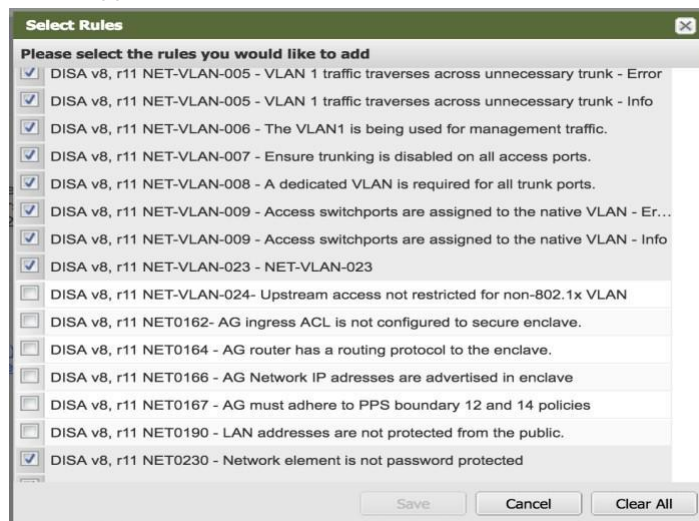 Select Rules
Please select the rules you would like to add
DISA v8, r11 NET-VLAN-005 - VLAN 1 traffic traverses across unnecessary trunk - Error
DISA v8, r11 NET-VLAN-005 - VLAN 1 traffic traverses across unnecessary trunk - Info
DISA v8, r11 NET-VLAN-006 - The VLAN1 is being used for management traffic.
DISA v8, r11 NET-VLAN-007 - Ensure trunking is disabled on all access ports.
DISA v8, r11 NET-VLAN-008 - A dedicated VLAN is required for all trunk ports.
DISA v8, r11 NET-VLAN-009 - Access switchports are assigned to the native VLAN - Er...
DISA v8, r11 NET-VLAN-009 - Access switchports are assigned to the native VLAN - Info
DISA v8, r11 NET-VLAN-023 - NET-VLAN-023
DISA v8, r11 NET-VLAN-024- Upstream access not restricted for non-802.1x VLAN
DISA v8, r11 NET0162- AG ingress ACL is not configured to secure enclave.
DISA v8, r11 NET0164 - AG router has a routing protocol to the enclave.
DISA v8, r11 NET0166 - AG Network IP adresses are advertised in enclave
DISA v8, r11 NET0167 - AG must adhere to PPS boundary 12 and 14 policies
DISA v8, r11 NET0190 - LAN addresses are not protected from the public.
DISA v8, r11 NET0230 - Network element is not password protected
Save Cancel Clear All